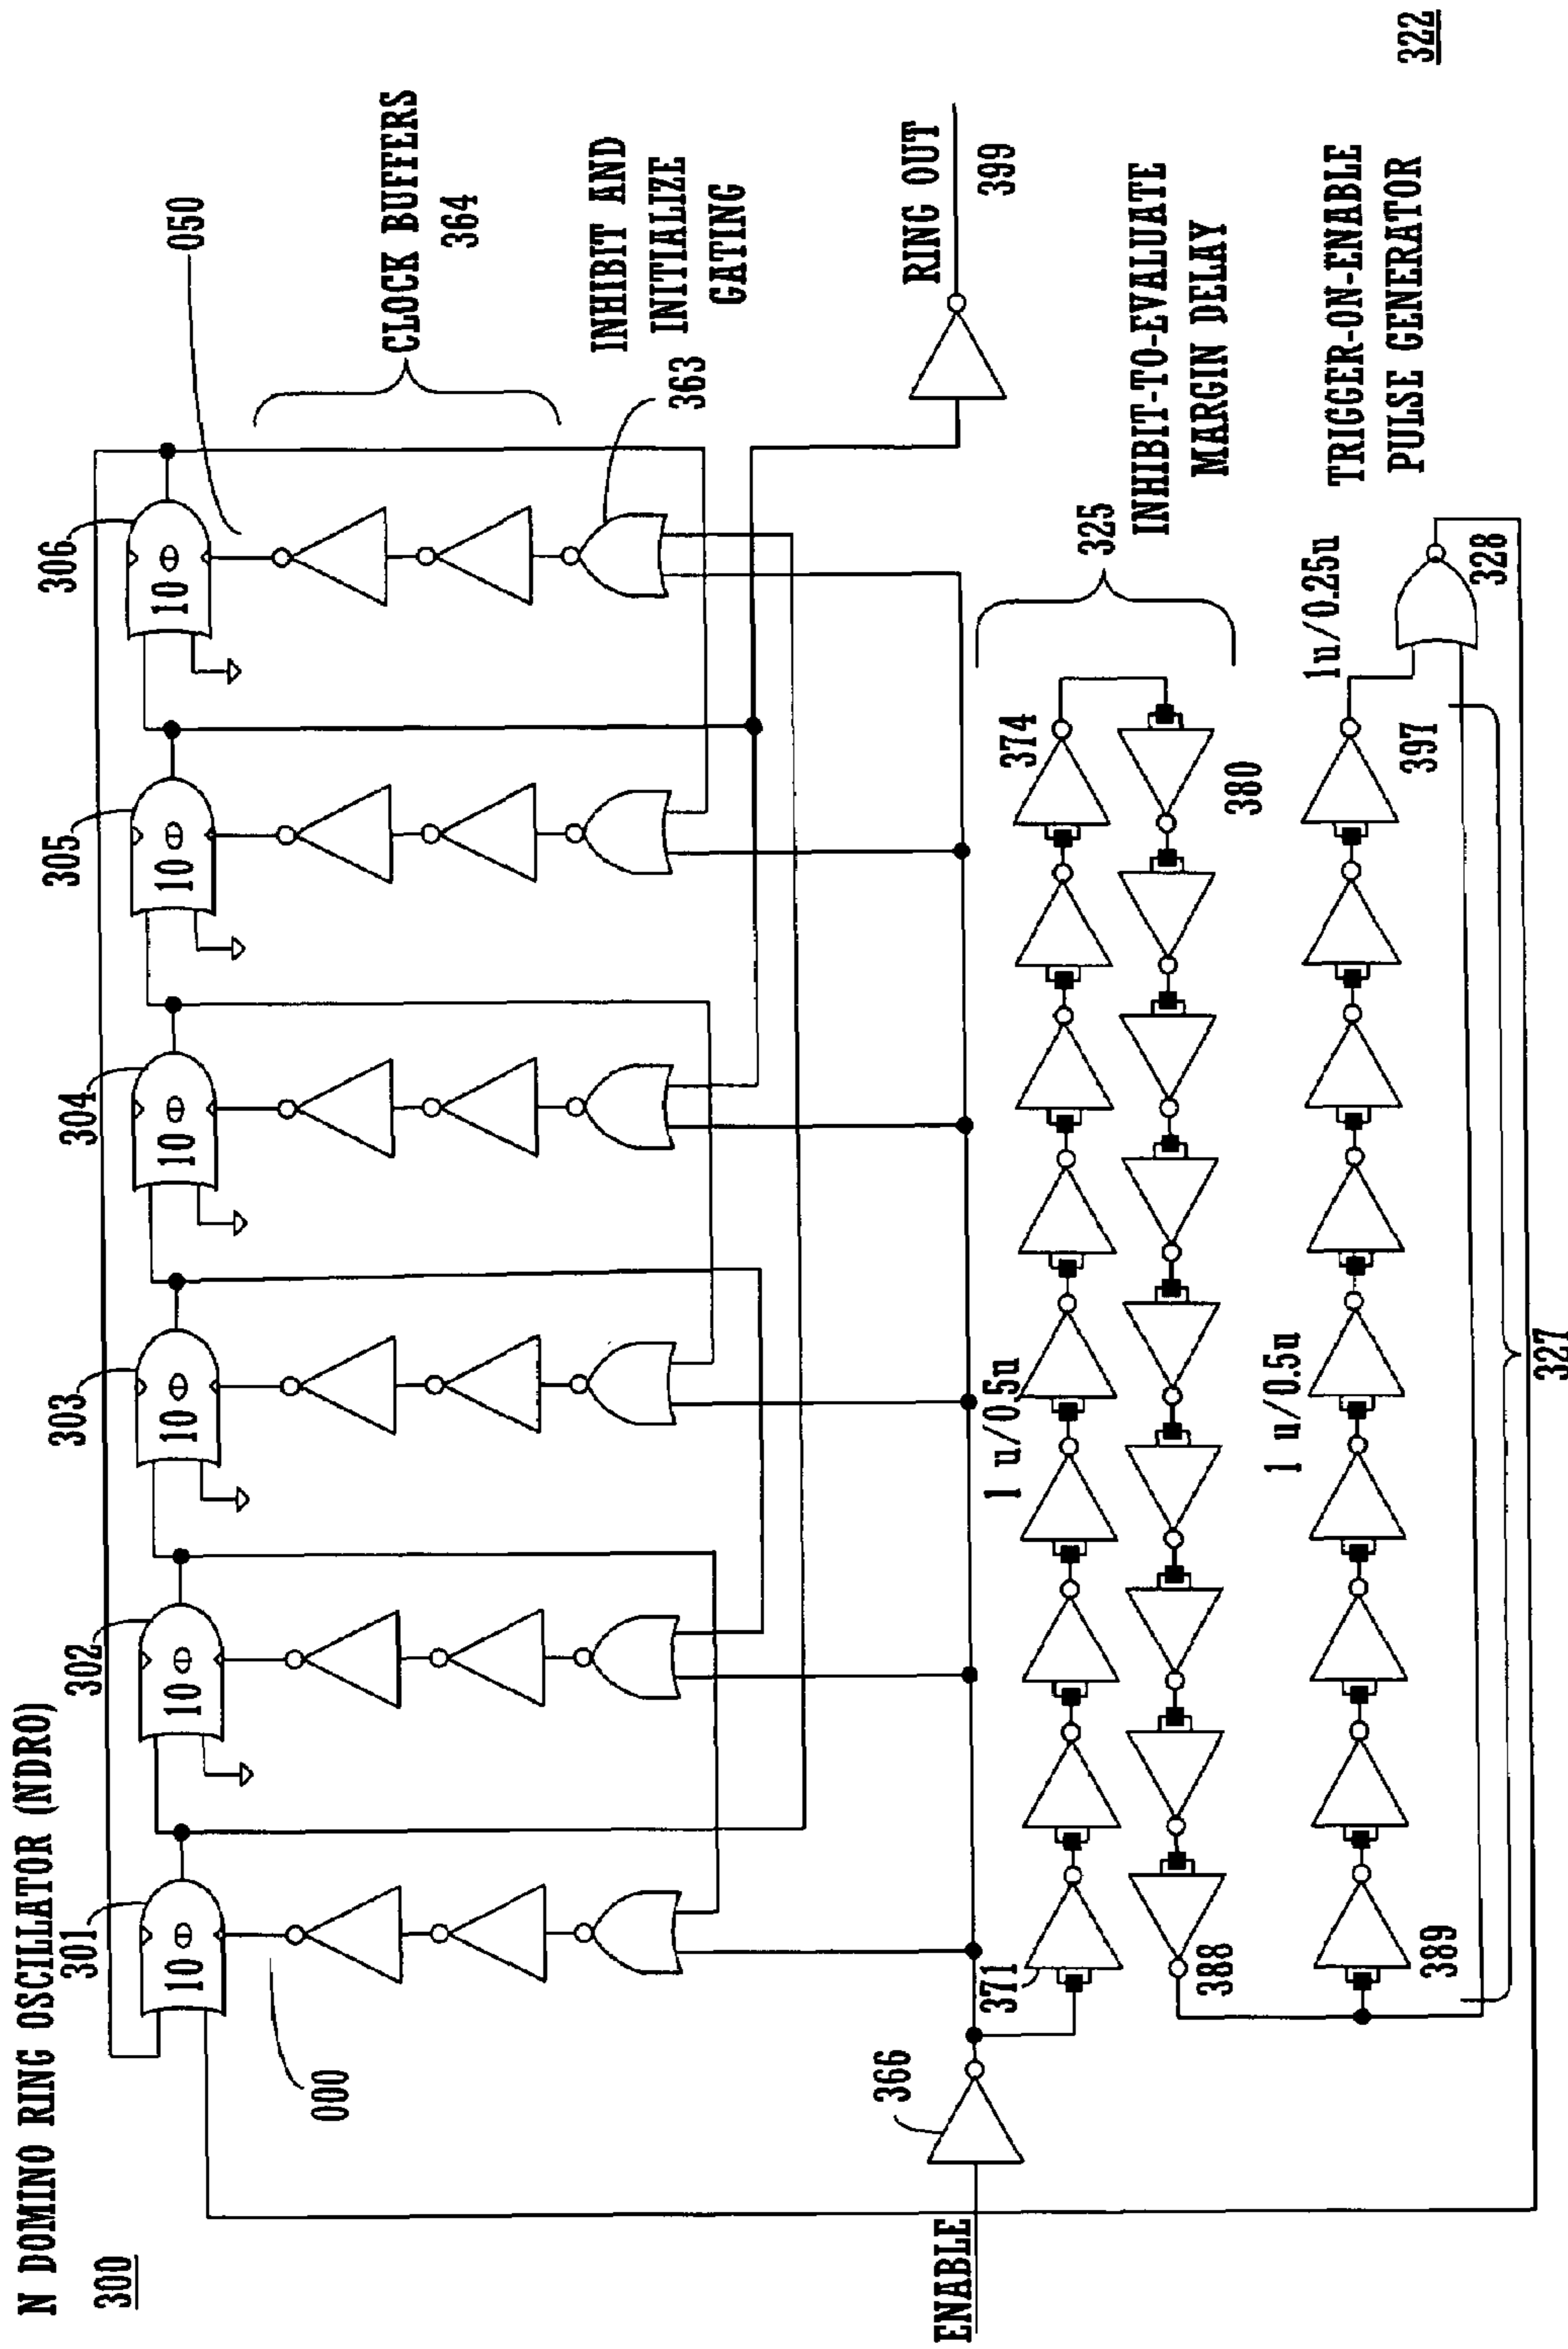 N DOMINO RING OSCILLATOR (NDRO)
300
301
302
303
304
305
306
10 Θ
10 Θ
10 Θ
10 Θ
10 Θ
10 Θ
000
050
CLOCK BUFFERS
364
INHIBIT AND
INITIALIZE
GATING
363
ENABLE
366
RING OUT
399
371
1 u/0.5u
374
325
INHIBIT-TO-EVALUATE
MARGIN DELAY
380
388
389
1 u/0.5u
397
1u/0.25u
328
TRIGGER-ON-ENABLE
PULSE GENERATOR
327
322